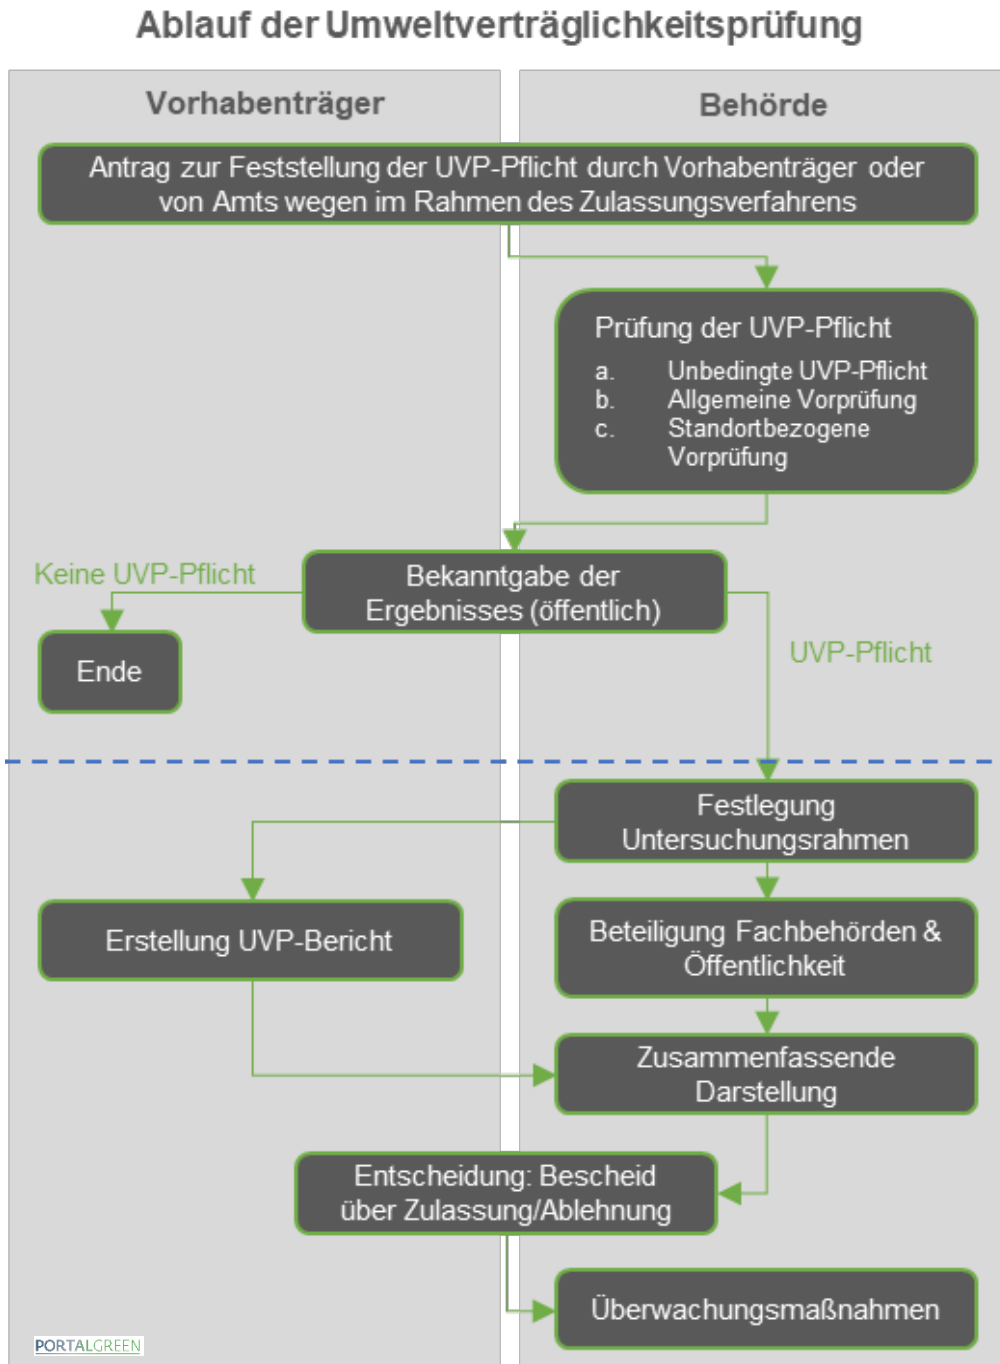 Ablauf der Umweltverträglichkeitsprüfung
Vorhabenträger
Behörde
Antrag zur Feststellung der UVP-Pflicht durch Vorhabenträger oder
von Amts wegen im Rahmen des Zulassungsverfahrens
Prüfung der UVP-Pflicht
a. Unbedingte UVP-Pflicht
b. Allgemeine Vorprüfung
c. Standortbezogene
Vorprüfung
Bekanntgabe der
Ergebnisses (öffentlich)
Keine UVP-Pflicht
Ende
UVP-Pflicht
Festlegung
Untersuchungsrahmen
Erstellung UVP-Bericht
Beteiligung Fachbehörden &
Öffentlichkeit
Zusammenfassende
Darstellung
Entscheidung: Bescheid
über Zulassung/Ablehnung
Überwachungsmaßnahmen
PORTALGREEN